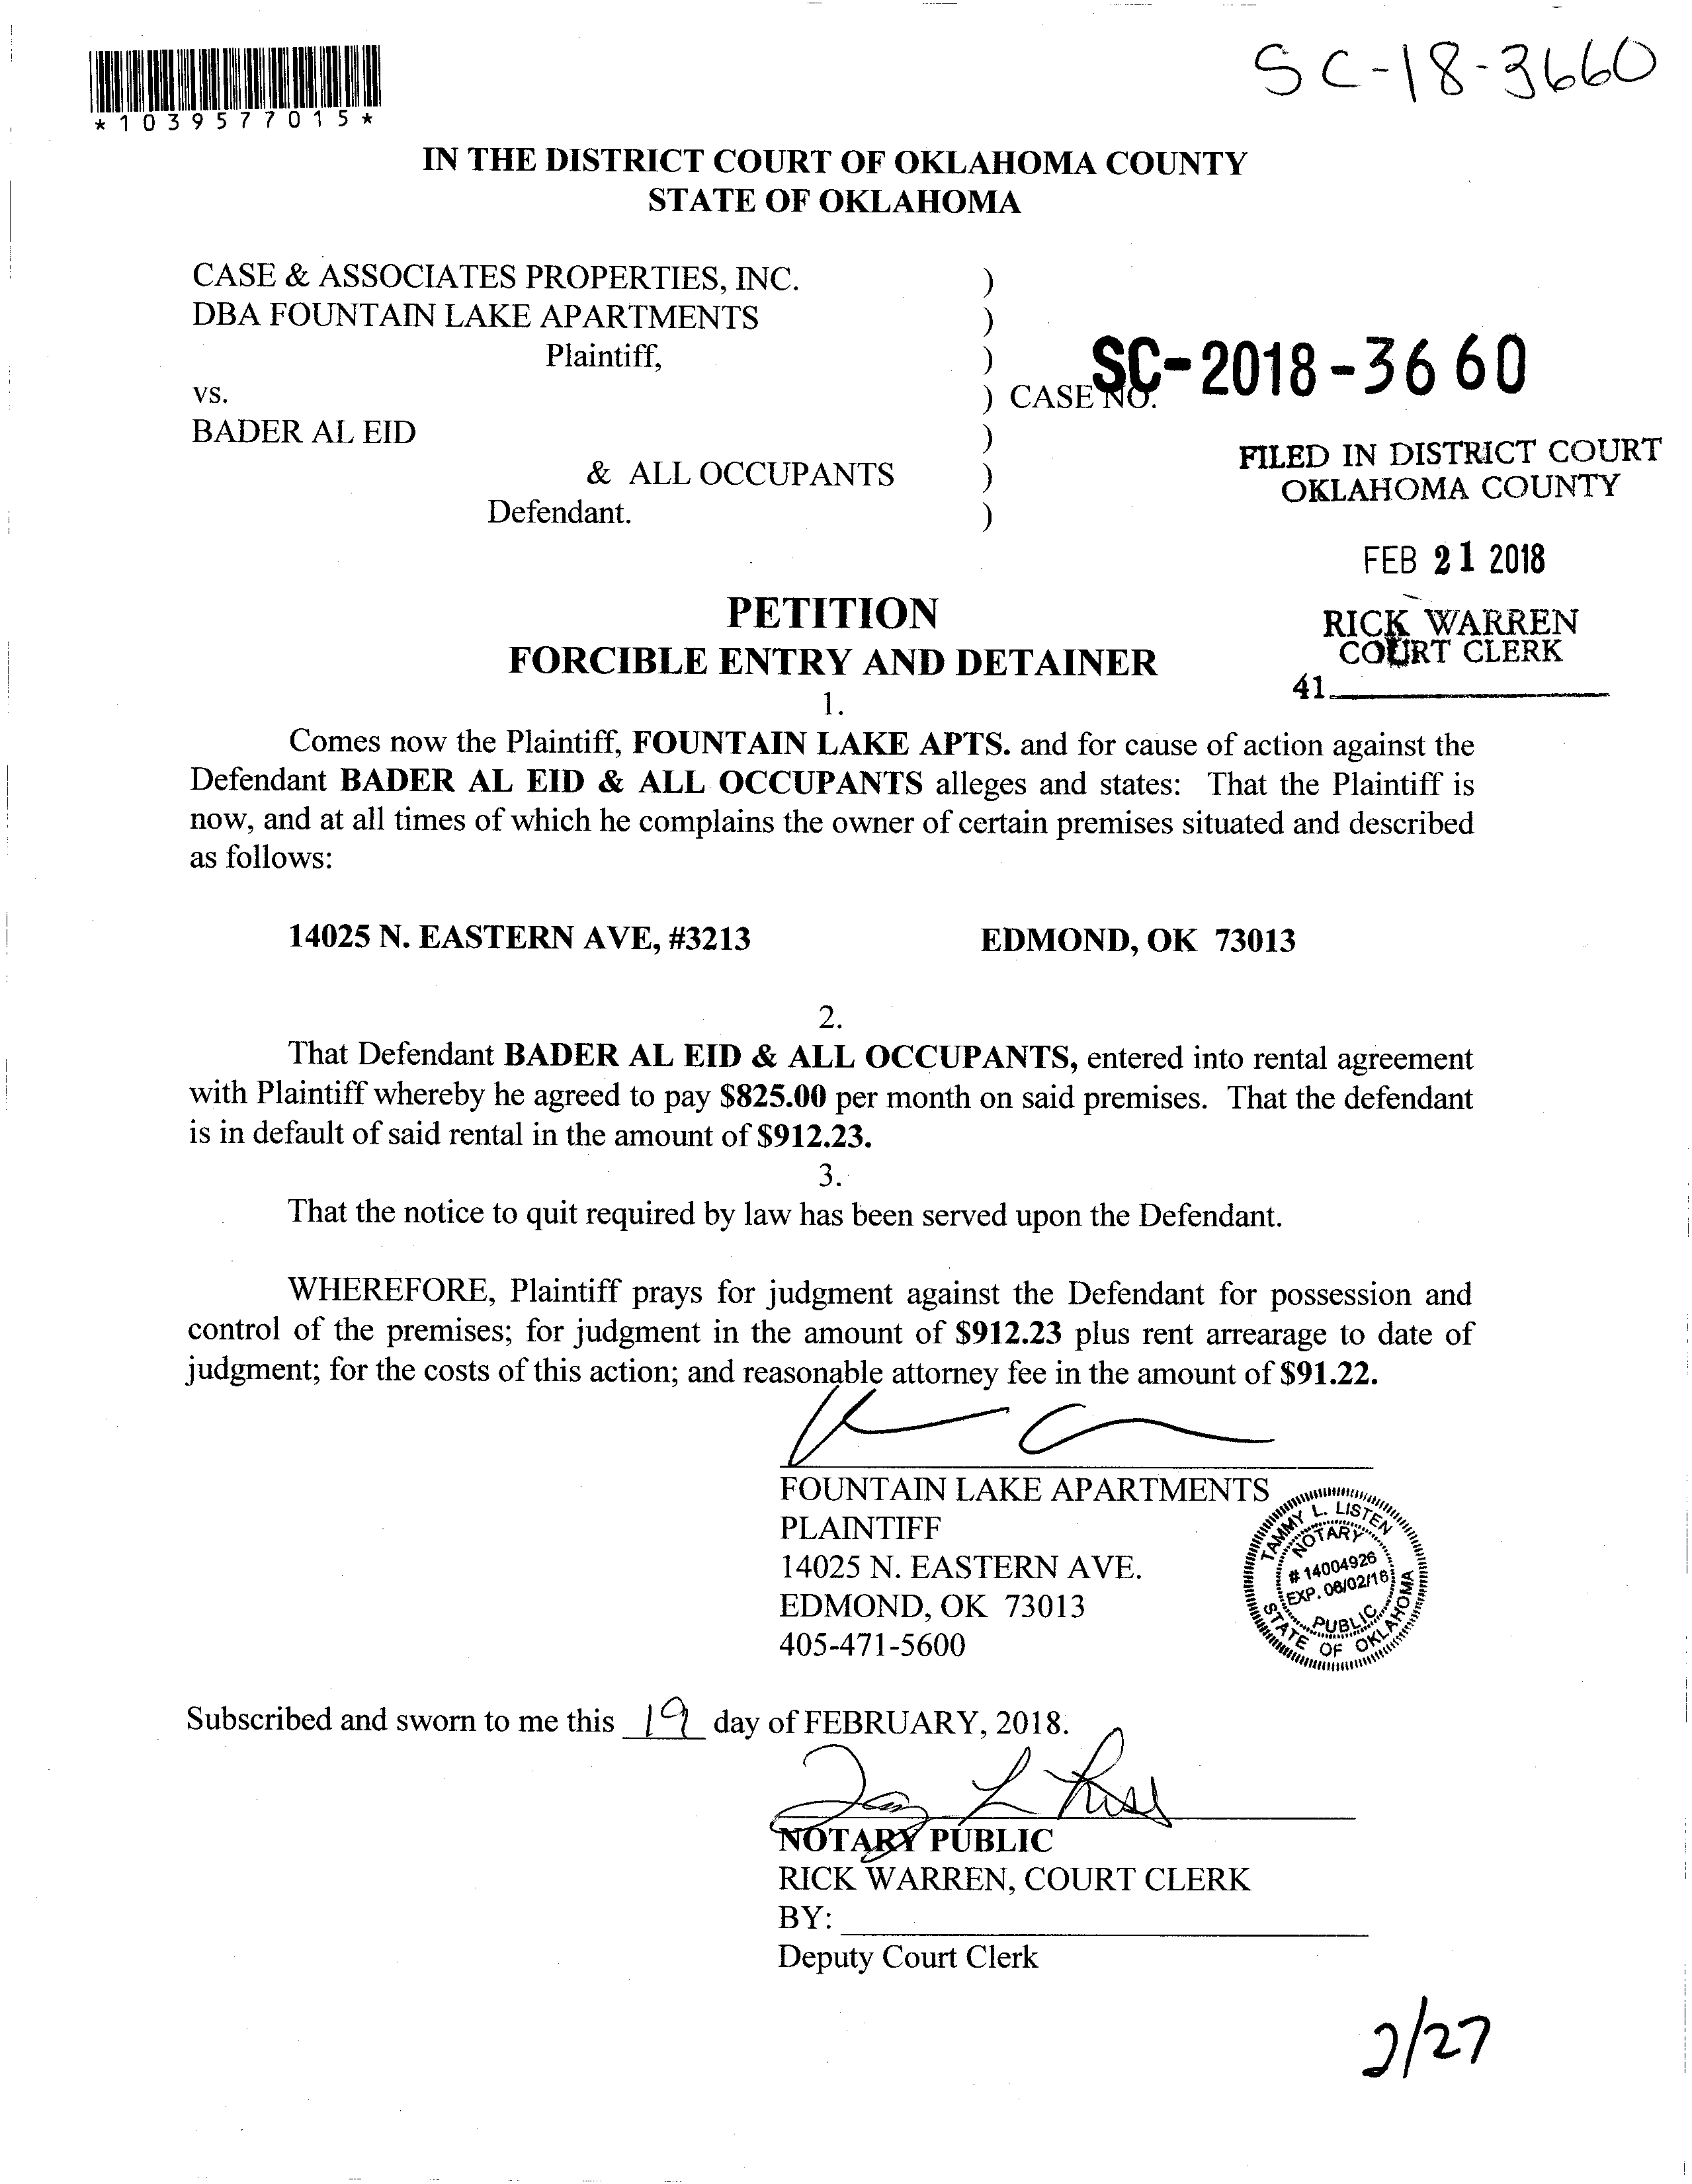 SC-18-3660
*1039577015*
IN THE DISTRICT COURT OF OKLAHOMA COUNTY
STATE OF OKLAHOMA
CASE & ASSOCIATES PROPERTIES, INC. )
DBA FOUNTAIN LAKE APARTMENTS )
Plaintiff, )
vs. ) CASE NO. SC-2018-3660
BADER AL EID )
& ALL OCCUPANTS )
Defendant. )
FILED IN DISTRICT COURT
OKLAHOMA COUNTY
FEB 21 2018
RICK WARREN
COURT CLERK
41
PETITION
FORCIBLE ENTRY AND DETAINER
1.
Comes now the Plaintiff, FOUNTAIN LAKE APTS. and for cause of action against the
Defendant BADER AL EID & ALL OCCUPANTS alleges and states: That the Plaintiff is
now, and at all times of which he complains the owner of certain premises situated and described
as follows:
14025 N. EASTERN AVE, #3213 EDMOND, OK 73013
2.
That Defendant BADER AL EID & ALL OCCUPANTS, entered into rental agreement
with Plaintiff whereby he agreed to pay $825.00 per month on said premises. That the defendant
is in default of said rental in the amount of $912.23.
3.
That the notice to quit required by law has been served upon the Defendant.
WHEREFORE, Plaintiff prays for judgment against the Defendant for possession and
control of the premises; for judgment in the amount of $912.23 plus rent arrearage to date of
judgment; for the costs of this action; and reasonable attorney fee in the amount of $91.22.
FOUNTAIN LAKE APARTMENTS
PLAINTIFF
14025 N. EASTERN AVE.
EDMOND, OK 73013
405-471-5600
TAMMY L. LISTEN
NOTARY
# 14004926
EXP. 06/02/18
PUBLIC
STATE OF OKLAHOMA
Subscribed and sworn to me this 19 day of FEBRUARY, 2018.
NOTARY PUBLIC
RICK WARREN, COURT CLERK
BY:
Deputy Court Clerk
2/27